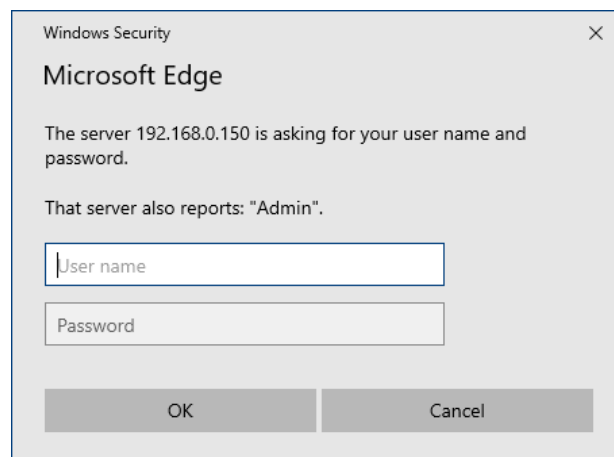 Windows Security
Microsoft Edge
The server 192.168.0.150 is asking for your user name and
password.
That server also reports: "Admin".
User name
Password
OK Cancel